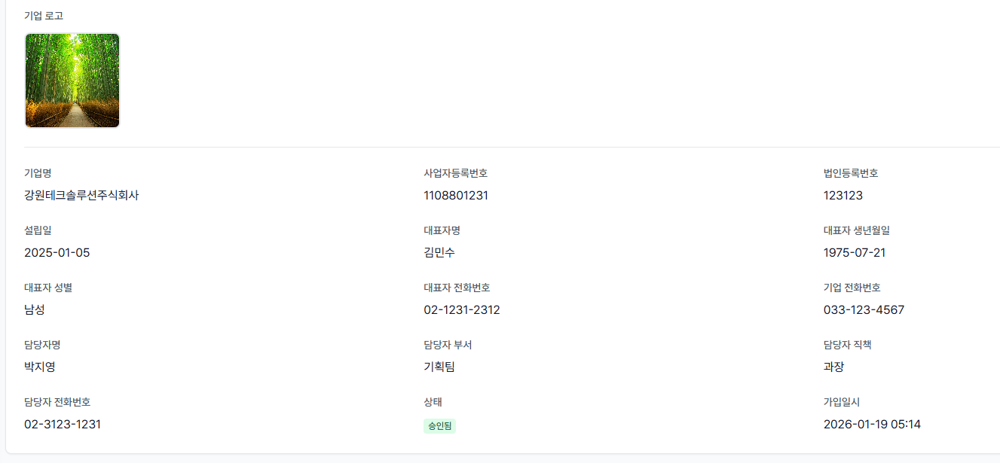 기업 로고
기업명
사업자등록번호
법인등록번호
강원테크솔루션주식회사
1108801231
123123
설립일
대표자명
대표자 생년월일
2025-01-05
김민수
1975-07-21
대표자 성별
대표자 전화번호
기업 전화번호
남성
02-1231-2312
033-123-4567
담당자명
담당자 부서
담당자 직책
박지영
기획팀
과장
담당자 전화번호
상태
가입일시
02-3123-1231
승인됨
2026-01-19 05:14